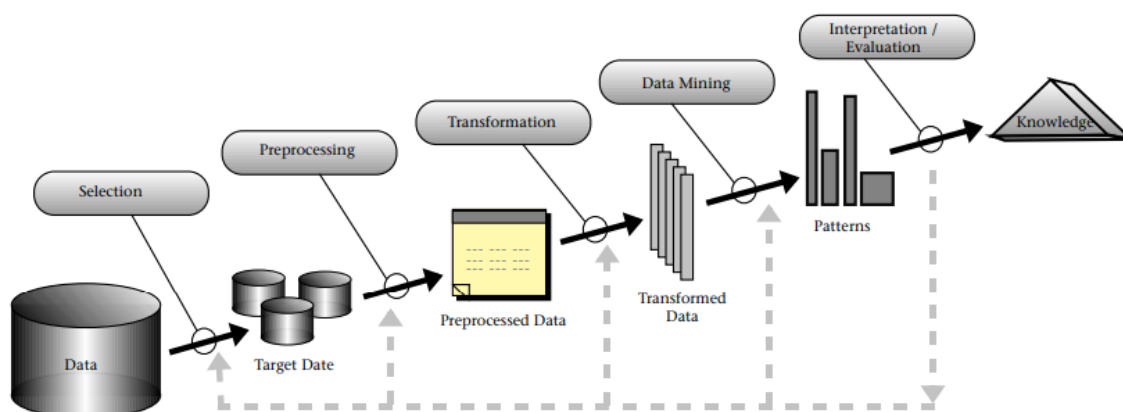 Interpretation /
Evaluation
Data Mining
Transformation
Preprocessing
Selection
Knowledge
Patterns
Transformed
Data
Preprocessed Data
Target Date
Data